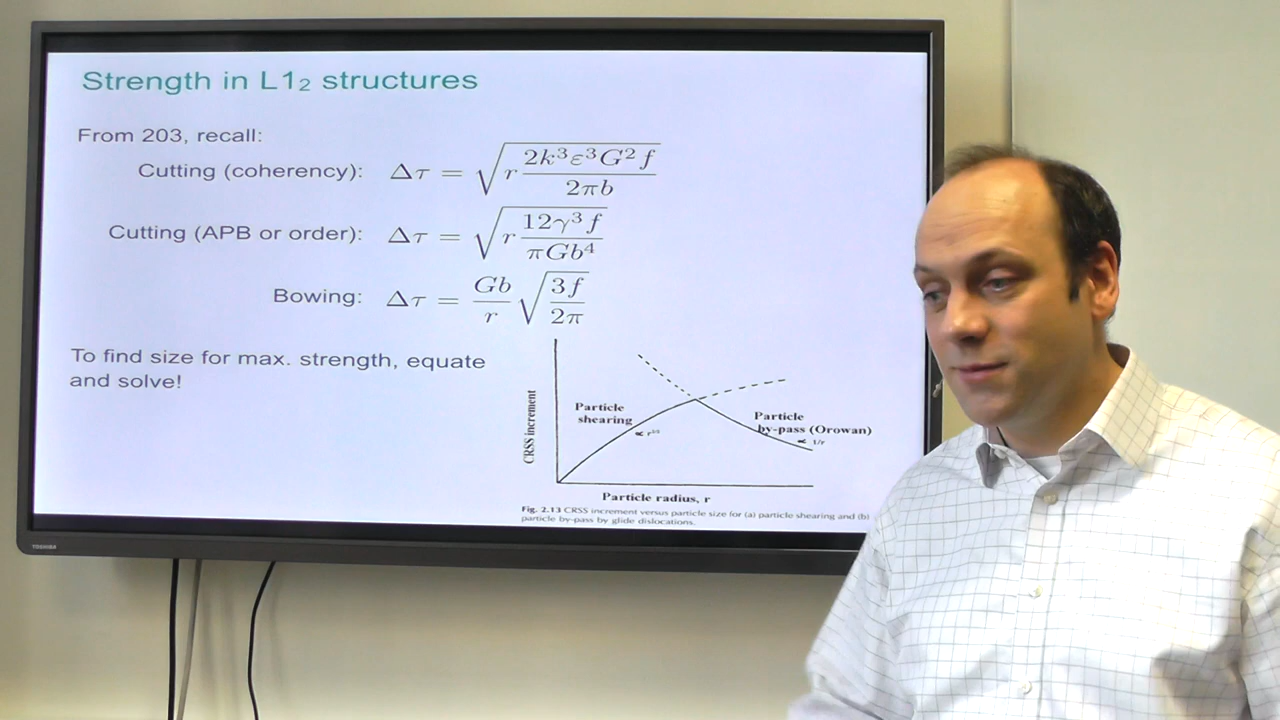 Strength in L1₂ structures
From 203, recall:
Cutting (coherency): Δτ = √(r 2k³ε³G²f / 2πb)
Cutting (APB or order): Δτ = √(r 12γ³f / πGb⁴)
Bowing: Δτ = Gb/r √(3f / 2π)
To find size for max. strength, equate
and solve!
CRSS increment
Particle
shearing
Particle
by-pass (Orowan)
∝ 1/r
Particle radius, r
Fig. 2.13 CRSS increment versus particle size for (a) particle shearing and (b)
particle by-pass by glide dislocations.
TOSHIBA